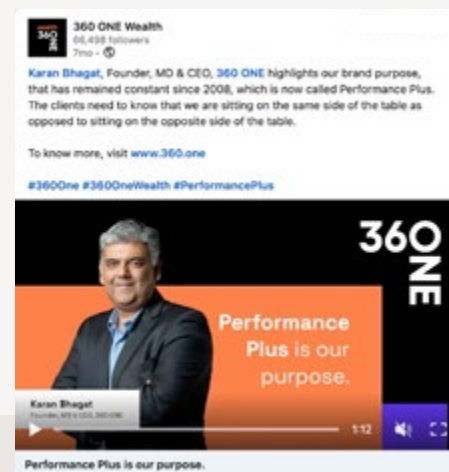 360 ONE Wealth
66,498 followers
7mo •
Karan Bhagat, Founder, MD & CEO, 360 ONE highlights our brand purpose,
that has remained constant since 2008, which is now called Performance Plus.
The clients need to know that we are sitting on the same side of the table as
opposed to sitting on the opposite side of the table.
To know more, visit www.360.one
#360One #360OneWealth #PerformancePlus
360
ONE
Performance
Plus is our
purpose.
Karan Bhagat
Founder, MD & CEO, 360 ONE
1:12
Performance Plus is our purpose.